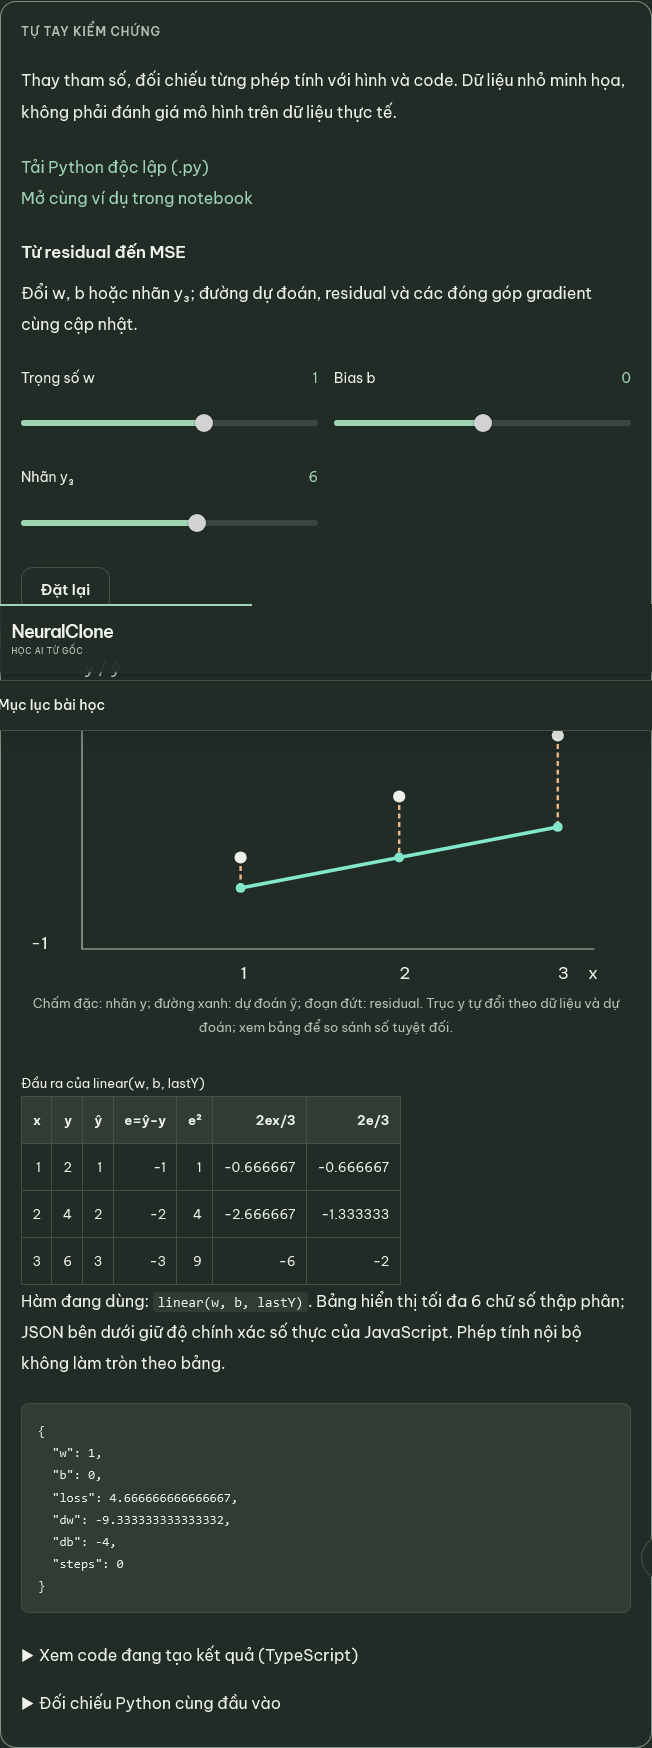 TỰ TAY KIỂM CHỨNG
Thay tham số, đối chiếu từng phép tính với hình và code. Dữ liệu nhỏ minh họa,
không phải đánh giá mô hình trên dữ liệu thực tế.
Tải Python độc lập (.py)
Mở cùng ví dụ trong notebook
Từ residual đến MSE
Đổi w, b hoặc nhãn y₃; đường dự đoán, residual và các đóng góp gradient
cùng cập nhật.
Trọng số w 1 Bias b 0
Nhãn y₃ 6
Đặt lại
NeuralClone
HỌC AI TỪ GỐC
y / ŷ
Mục lục bài học
-1
1 2 3 x
Chấm đặc: nhãn y; đường xanh: dự đoán ŷ; đoạn đứt: residual. Trục y tự đổi theo dữ liệu và dự
đoán; xem bảng để so sánh số tuyệt đối.
Đầu ra của linear(w, b, lastY)
x y ŷ e=ŷ-y e² 2ex/3 2e/3
1 2 1 -1 1 -0.666667 -0.666667
2 4 2 -2 4 -2.666667 -1.333333
3 6 3 -3 9 -6 -2
Hàm đang dùng: linear(w, b, lastY). Bảng hiển thị tối đa 6 chữ số thập phân;
JSON bên dưới giữ độ chính xác số thực của JavaScript. Phép tính nội bộ
không làm tròn theo bảng.
{
"w": 1,
"b": 0,
"loss": 4.666666666666667,
"dw": -9.333333333333332,
"db": -4,
"steps": 0
}
▶ Xem code đang tạo kết quả (TypeScript)
▶ Đối chiếu Python cùng đầu vào